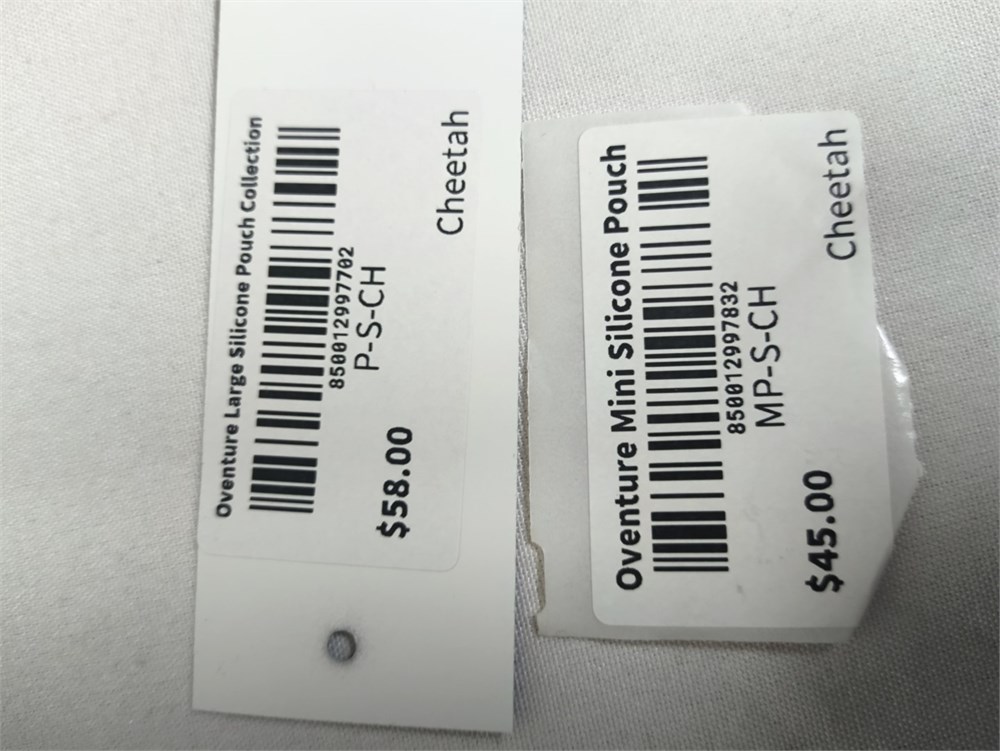 Oventure Large Silicone Pouch Collection
850012997702
P-S-CH
$58.00
Cheetah
Oventure Mini Silicone Pouch
850012997832
MP-S-CH
$45.00
Cheetah